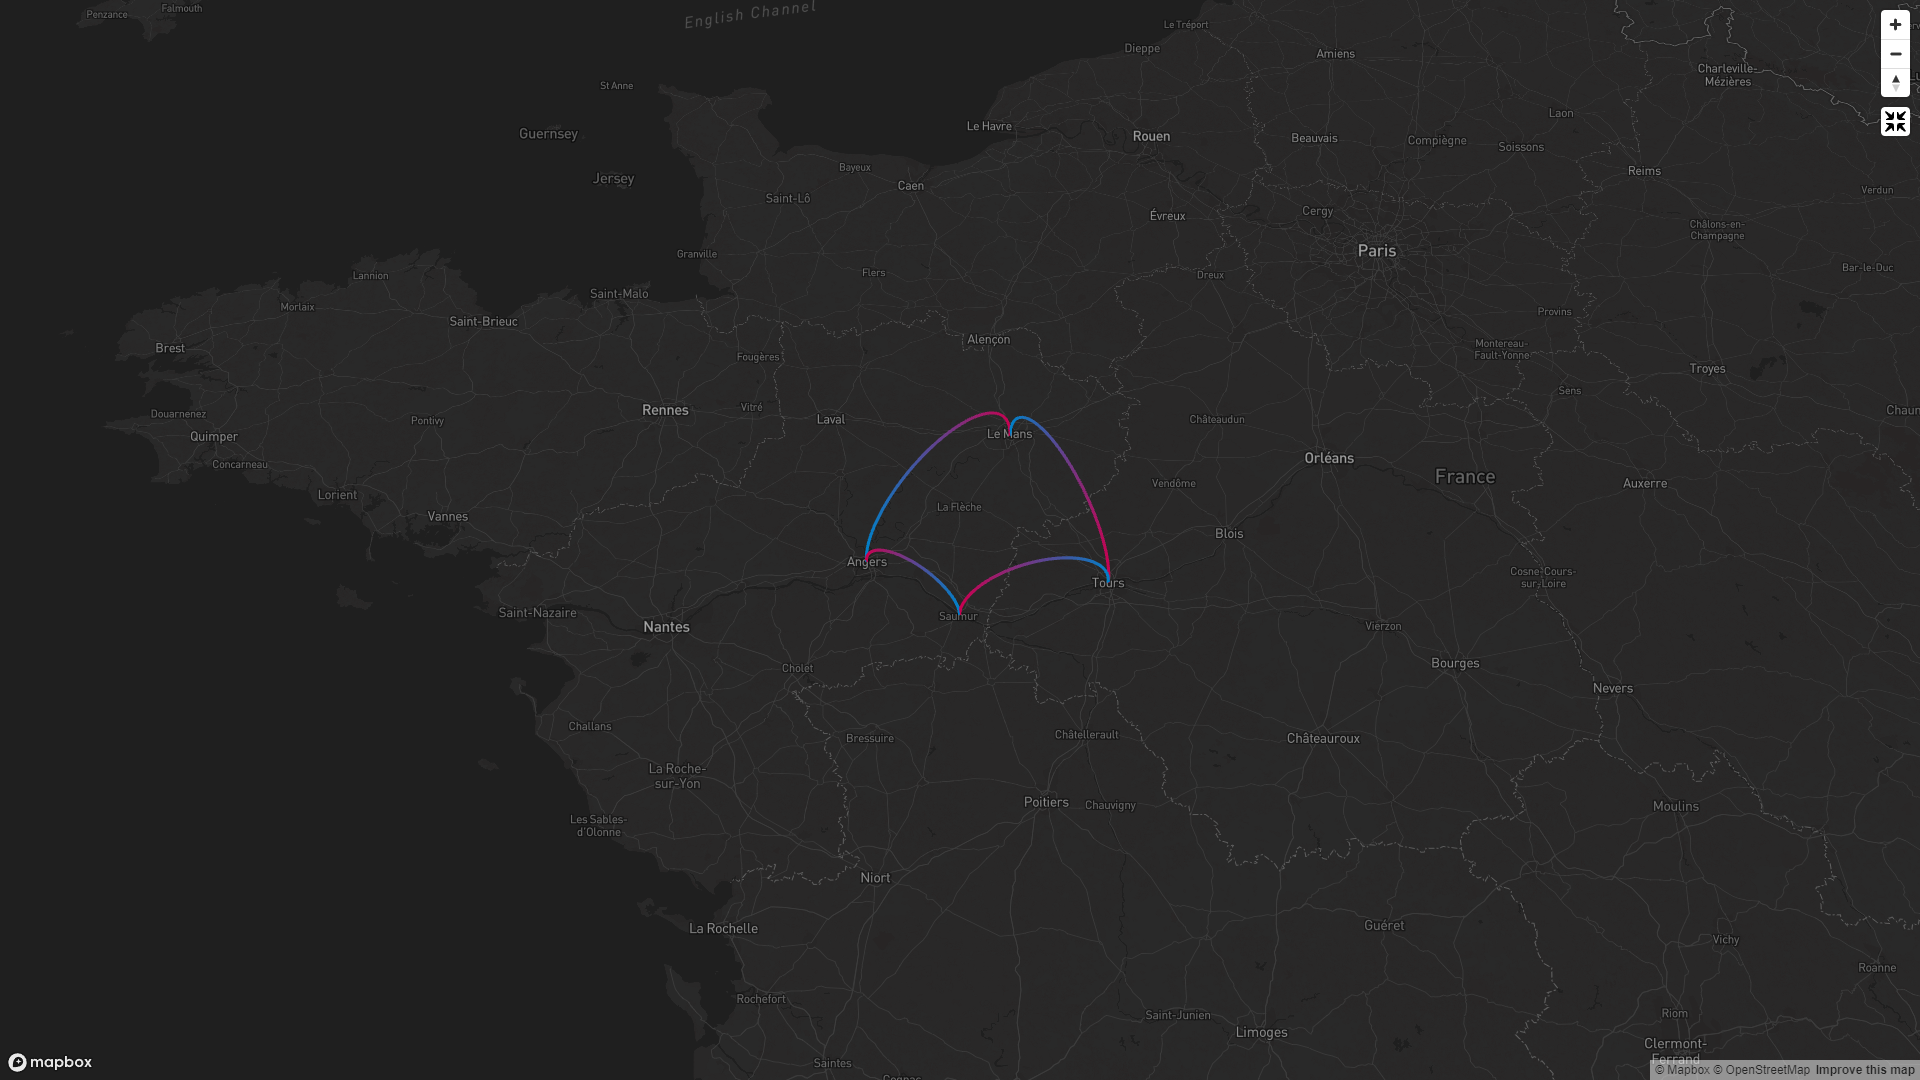 Penzance
Falmouth
English Channel
Le Tréport
Dieppe
Amiens
Charleville-
Mézières
St Anne
Guernsey
Le Havre
Rouen
Beauvais
Compiègne
Laon
Soissons
Reims
Jersey
Bayeux
Caen
Saint-Lô
Évreux
Cergy
Verdun
Châlons-en-
Champagne
Paris
Granville
Flers
Dreux
Bar-le-Duc
Lannion
Saint-Malo
Morlaix
Saint-Brieuc
Provins
Brest
Alençon
Fougères
Montereau-
Fault-Yonne
Troyes
Sens
Douarnenez
Quimper
Pontivy
Rennes
Vitré
Laval
Le Mans
Châteaudun
Chaun
Concarneau
Lorient
Orléans
France
Vendôme
Auxerre
Vannes
La Flèche
Blois
Angers
Tours
Cosne-Cours-
sur-Loire
Saint-Nazaire
Nantes
Saumur
Vierzon
Cholet
Bourges
Nevers
Challans
Bressuire
Châtellerault
Châteauroux
La Roche-
sur-Yon
Les Sables-
d'Olonne
Poitiers
Chauvigny
Moulins
Niort
La Rochelle
Guéret
Vichy
Roanne
Rochefort
Saint-Junien
Limoges
Riom
Clermont-
Ferrand
Saintes
Cognac
mapbox
© Mapbox © OpenStreetMap Improve this map